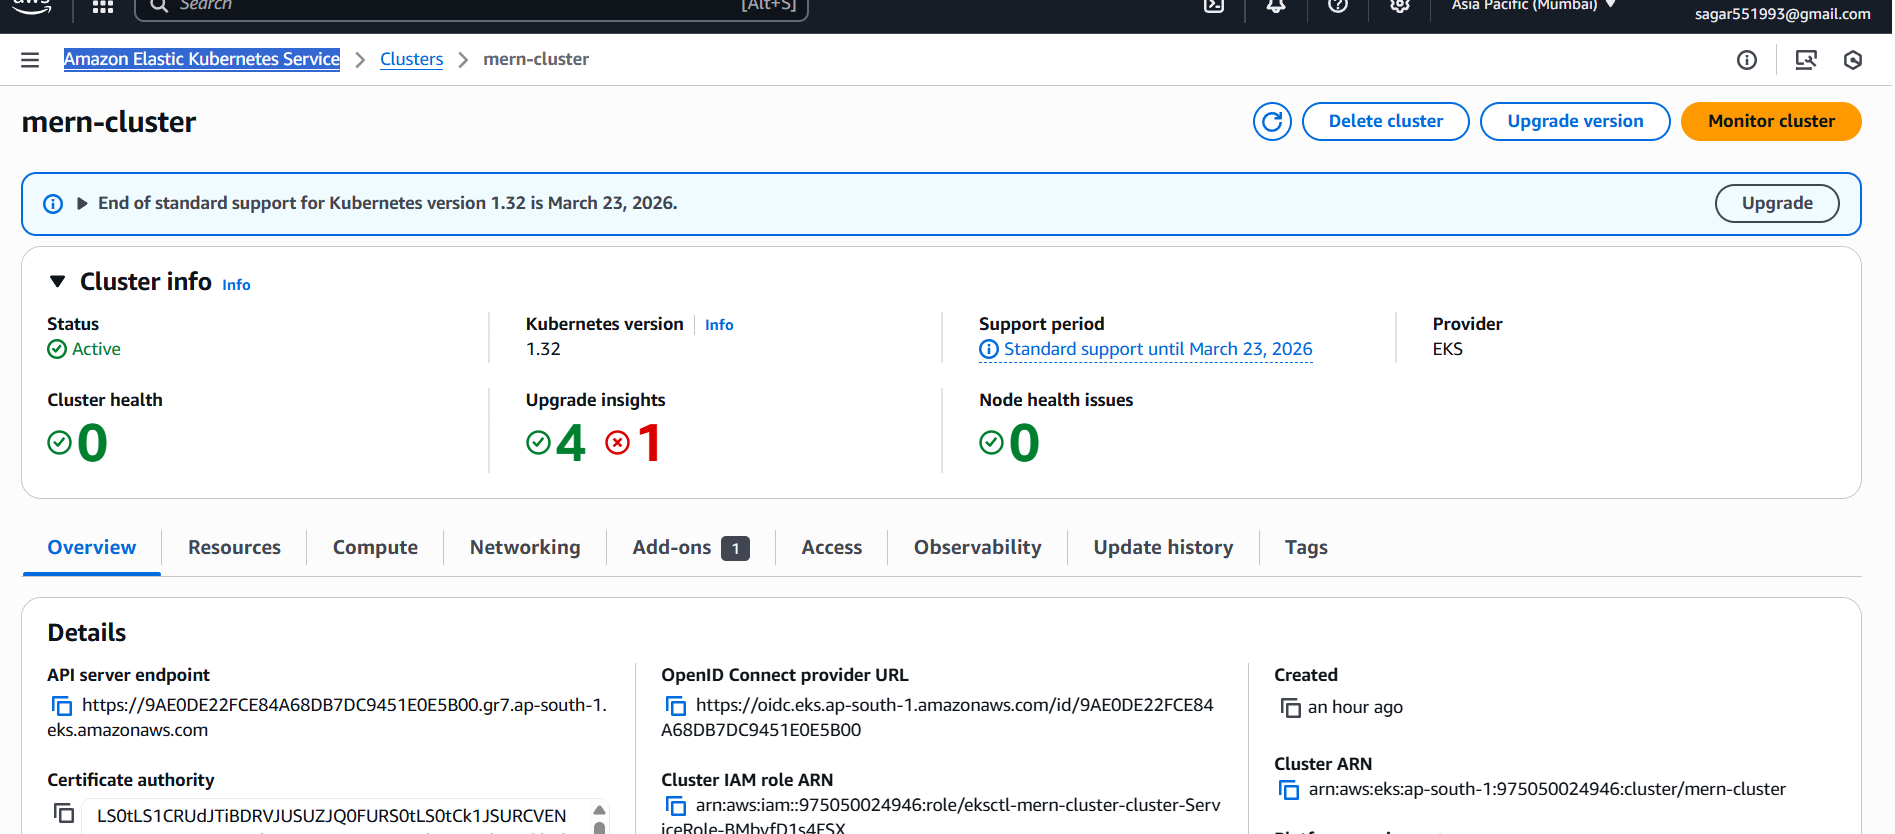 aws
Search
[Alt+S]
Asia Pacific (Mumbai)
sagar551993@gmail.com
Amazon Elastic Kubernetes Service
Clusters
mern-cluster
mern-cluster
Delete cluster
Upgrade version
Monitor cluster
End of standard support for Kubernetes version 1.32 is March 23, 2026.
Upgrade
Cluster info Info
Status
Active
Kubernetes version Info
1.32
Support period
Standard support until March 23, 2026
Provider
EKS
Cluster health
0
Upgrade insights
4 1
Node health issues
0
Overview
Resources
Compute
Networking
Add-ons 1
Access
Observability
Update history
Tags
Details
API server endpoint
https://9AE0DE22FCE84A68DB7DC9451E0E5B00.gr7.ap-south-1.
eks.amazonaws.com
Certificate authority
LS0tLS1CRUdJTiBDRVJUSUZJQ0FURS0tLS0tCk1JSURCVEN
OpenID Connect provider URL
https://oidc.eks.ap-south-1.amazonaws.com/id/9AE0DE22FCE84
A68DB7DC9451E0E5B00
Cluster IAM role ARN
arn:aws:iam::975050024946:role/eksctl-mern-cluster-cluster-Serv
Created
an hour ago
Cluster ARN
arn:aws:eks:ap-south-1:975050024946:cluster/mern-cluster